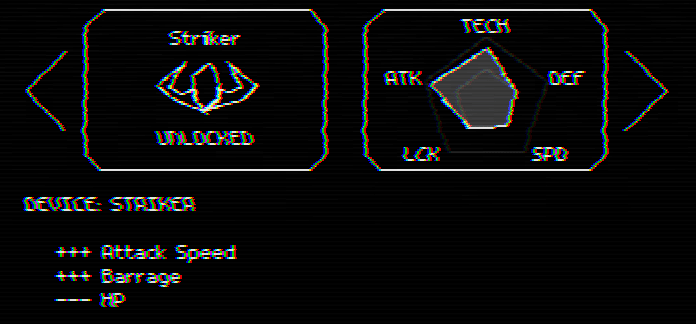 Striker
UNLOCKED
TECH
ATK
DEF
LCK
SPD
DEVICE: STRIKER
+++ Attack Speed
+++ Barrage
--- HP